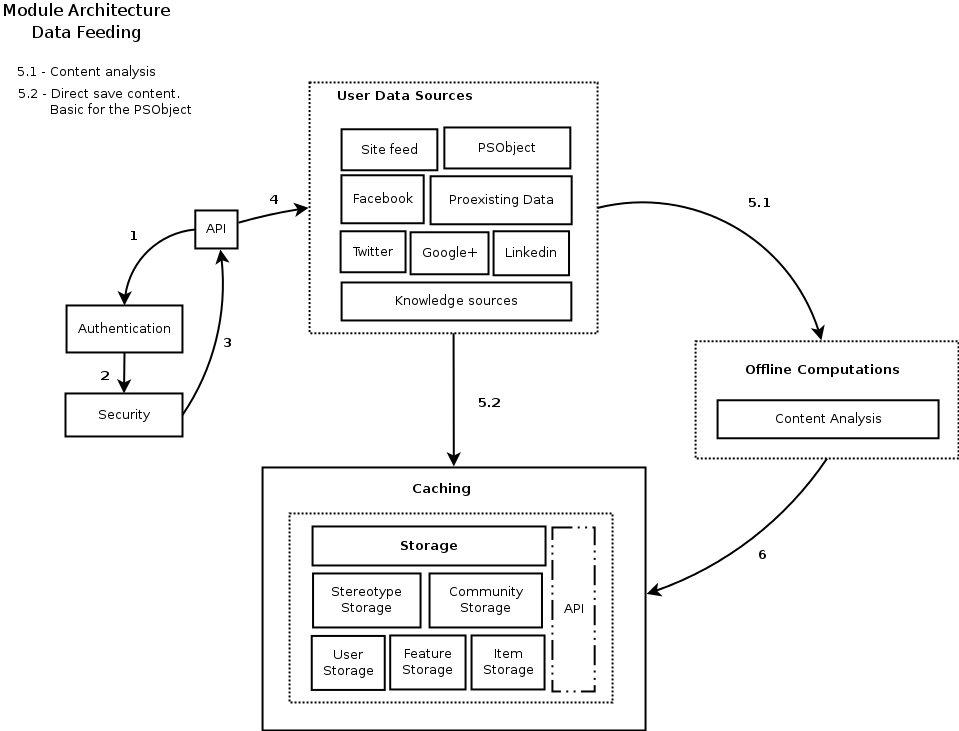 Module Architecture
Data Feeding
5.1 - Content analysis
5.2 - Direct save content.
Basic for the PSObject
User Data Sources
Site feed
PSObject
Facebook
Proexisting Data
Twitter
Google+
Linkedin
Knowledge sources
4
5.1
API
1
Authentication
3
2
Security
Offline Computations
Content Analysis
5.2
Caching
Storage
Stereotype
Storage
Community
Storage
API
User
Storage
Feature
Storage
Item
Storage
6